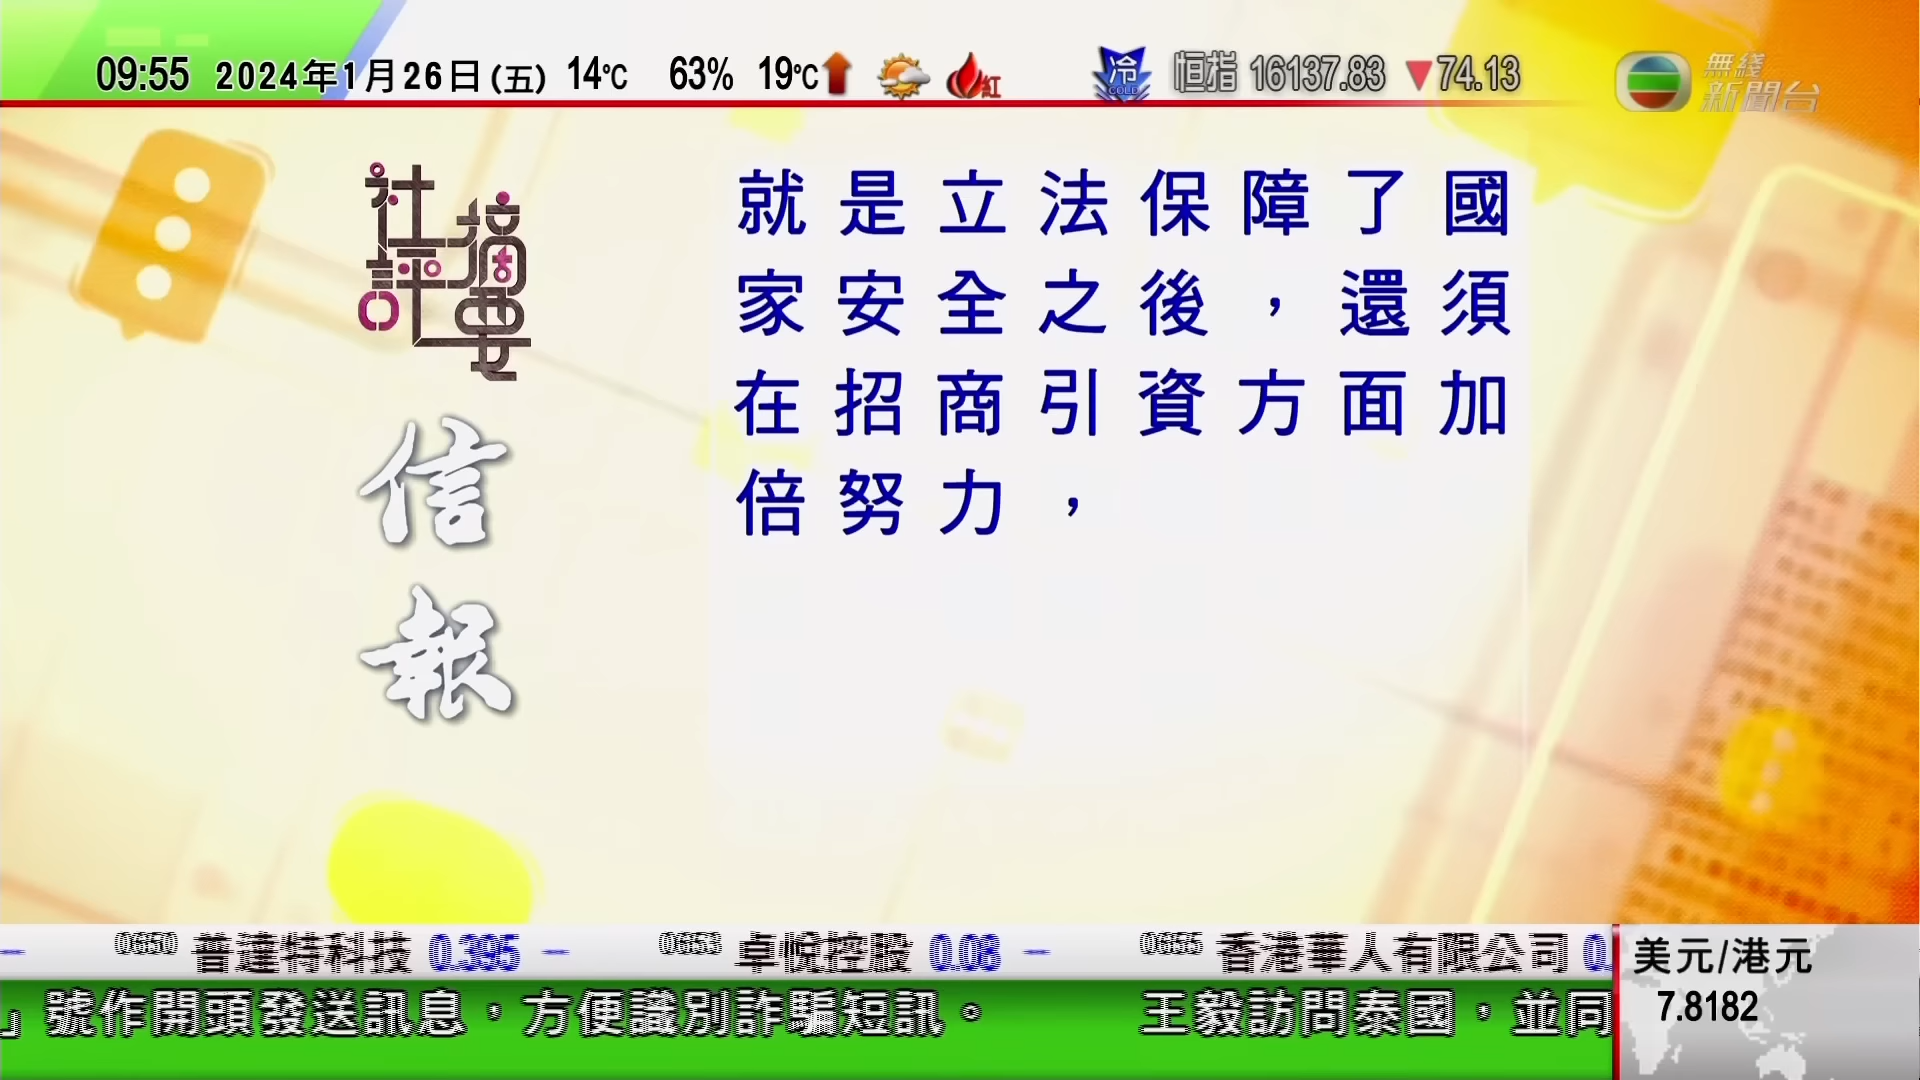 09:55 2024年1月26日(五) 14℃ 63% 19℃ 紅 冷 COLD 恒指 16137.83 ▼74.13 無綫
新聞台
社評摘要
信報
就是立法保障了國
家安全之後，還須
在招商引資方面加
倍努力，
– 0650 普達特科技 0.395 – 0653 卓悅控股 0.08 – 0655 香港華人有限公司 0.
」號作開頭發送訊息，方便識別詐騙短訊。 王毅訪問泰國，並同
美元/港元
7.8182